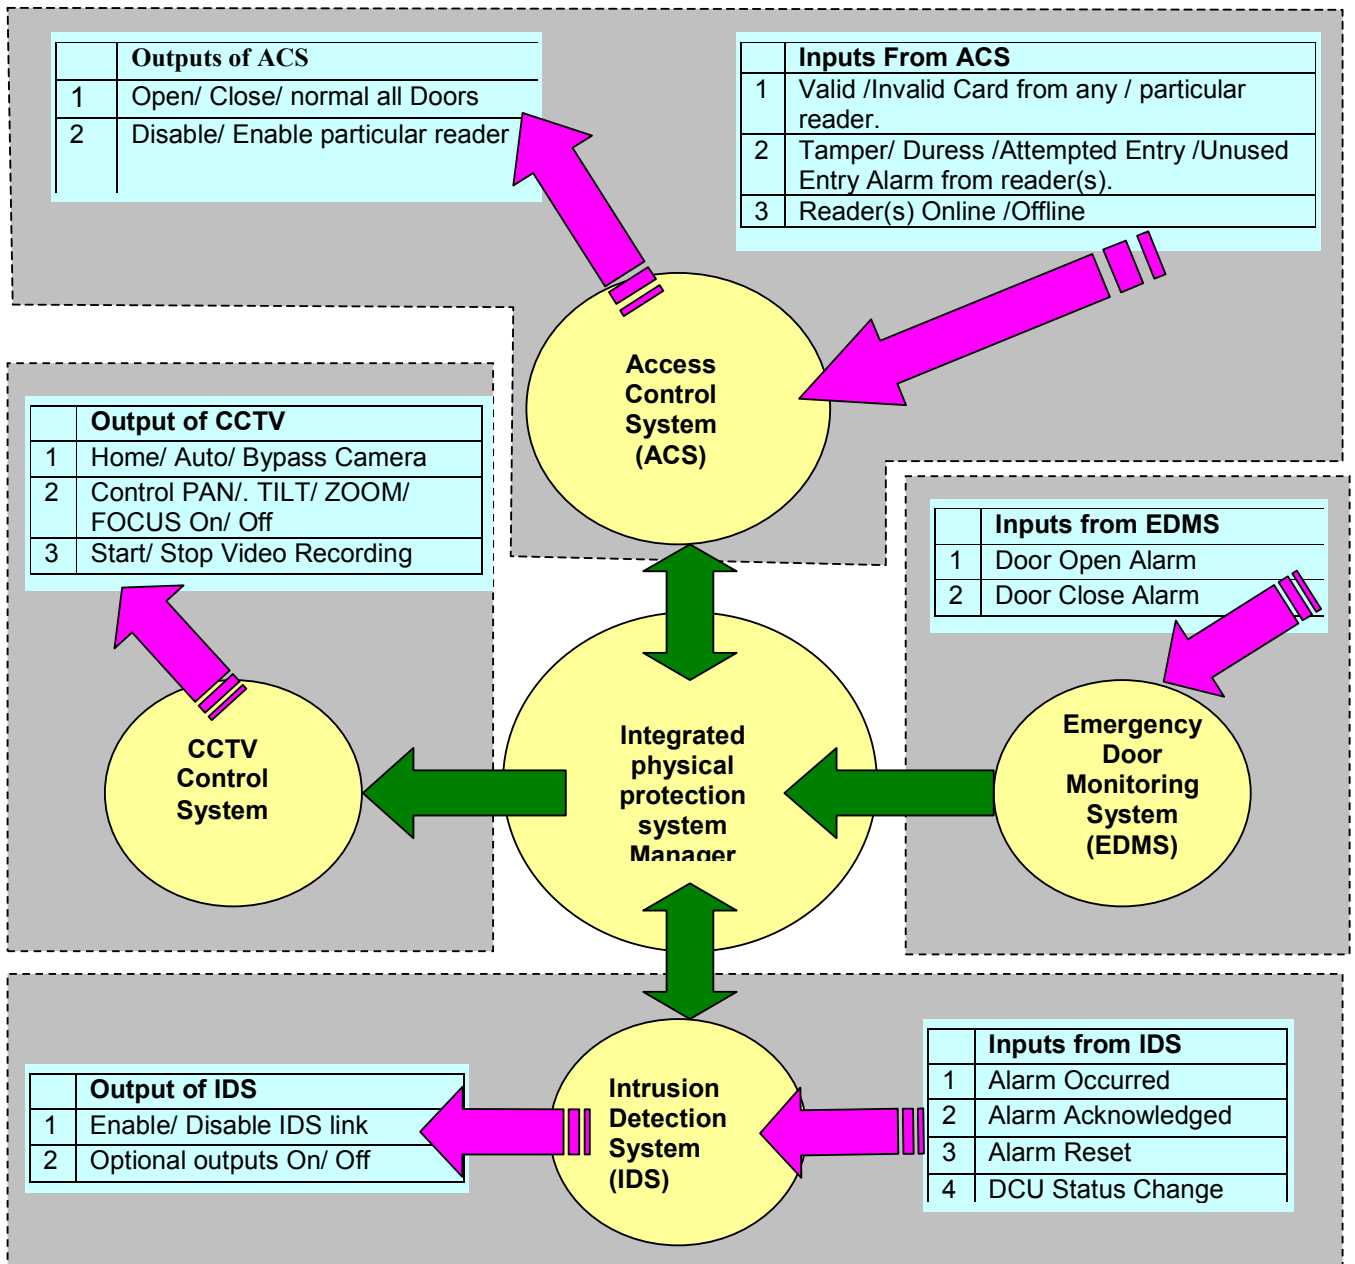 Outputs of ACS
1 Open/ Close/ normal all Doors
2 Disable/ Enable particular reader
Inputs From ACS
1 Valid /Invalid Card from any / particular
reader.
2 Tamper/ Duress /Attempted Entry /Unused
Entry Alarm from reader(s).
3 Reader(s) Online /Offline
Access
Control
System
(ACS)
Output of CCTV
1 Home/ Auto/ Bypass Camera
2 Control PAN/. TILT/ ZOOM/
FOCUS On/ Off
3 Start/ Stop Video Recording
Inputs from EDMS
1 Door Open Alarm
2 Door Close Alarm
CCTV
Control
System
Integrated
physical
protection
system
Manager
Emergency
Door
Monitoring
System
(EDMS)
Output of IDS
1 Enable/ Disable IDS link
2 Optional outputs On/ Off
Intrusion
Detection
System
(IDS)
Inputs from IDS
1 Alarm Occurred
2 Alarm Acknowledged
3 Alarm Reset
4 DCU Status Change